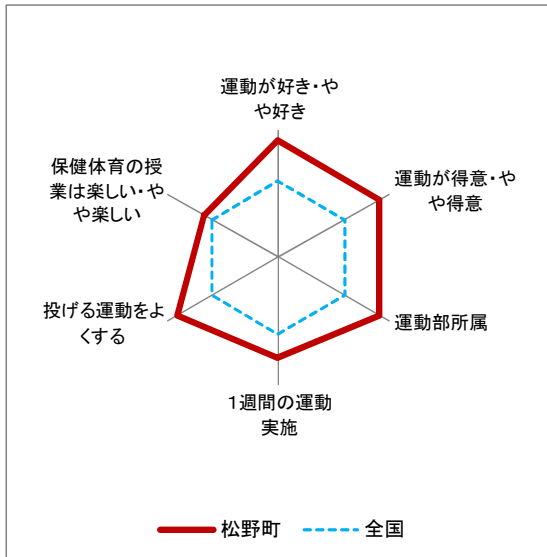 運動が好き・や
や好き
運動が得意・や
や得意
運動部所属
1週間の運動
実施
投げる運動をよ
くする
保健体育の授
業は楽しい・や
や楽しい
松野町
全国